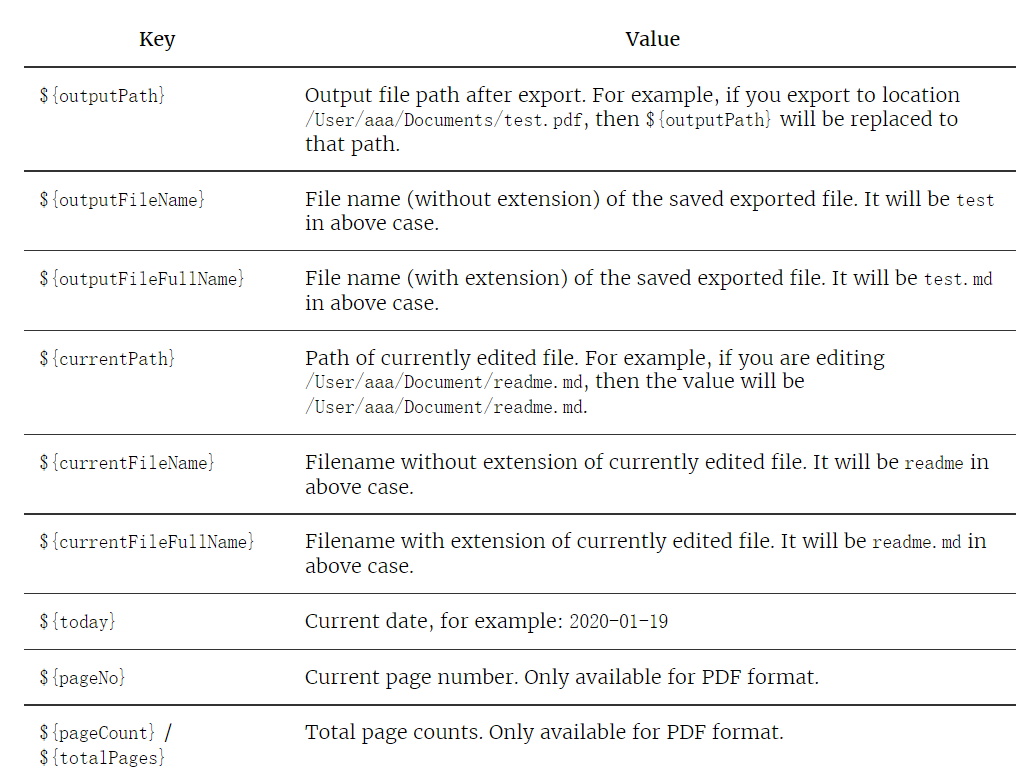 Key Value
${outputPath} Output file path after export. For example, if you export to location
/User/aaa/Documents/test.pdf, then ${outputPath} will be replaced to
that path.
${outputFileName} File name (without extension) of the saved exported file. It will be test
in above case.
${outputFileFullName} File name (with extension) of the saved exported file. It will be test.md
in above case.
${currentPath} Path of currently edited file. For example, if you are editing
/User/aaa/Document/readme.md, then the value will be
/User/aaa/Document/readme.md.
${currentFileName} Filename without extension of currently edited file. It will be readme in
above case.
${currentFileFullName} Filename with extension of currently edited file. It will be readme.md in
above case.
${today} Current date, for example: 2020-01-19
${pageNo} Current page number. Only available for PDF format.
${pageCount} / Total page counts. Only available for PDF format.
${totalPages}